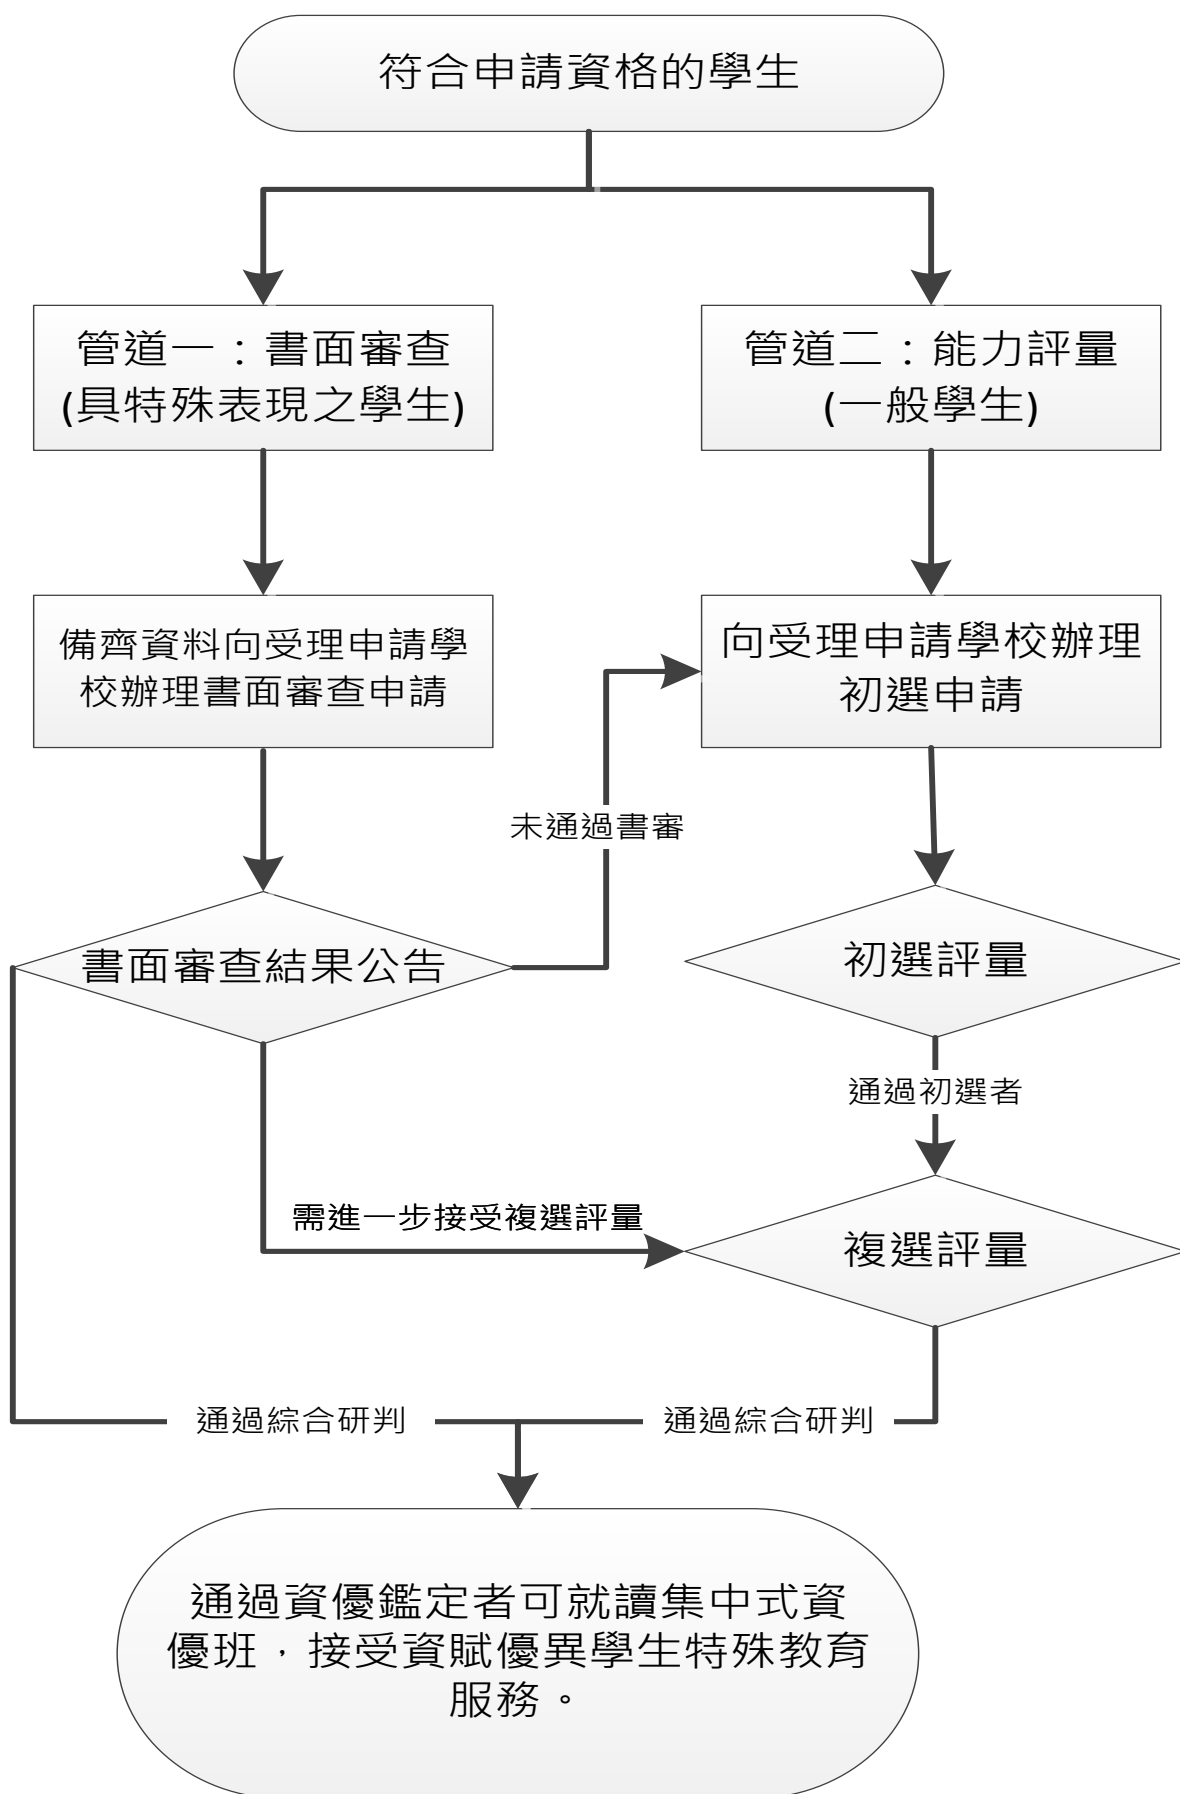 符合申請資格的學生
管道一：書面審查
(具特殊表現之學生)
管道二：能力評量
(一般學生)
備齊資料向受理申請學
校辦理書面審查申請
向受理申請學校辦理
初選申請
未通過書審
書面審查結果公告
初選評量
通過初選者
需進一步接受複選評量
複選評量
通過綜合研判
通過綜合研判
通過資優鑑定者可就讀集中式資
優班，接受資賦優異學生特殊教育
服務。